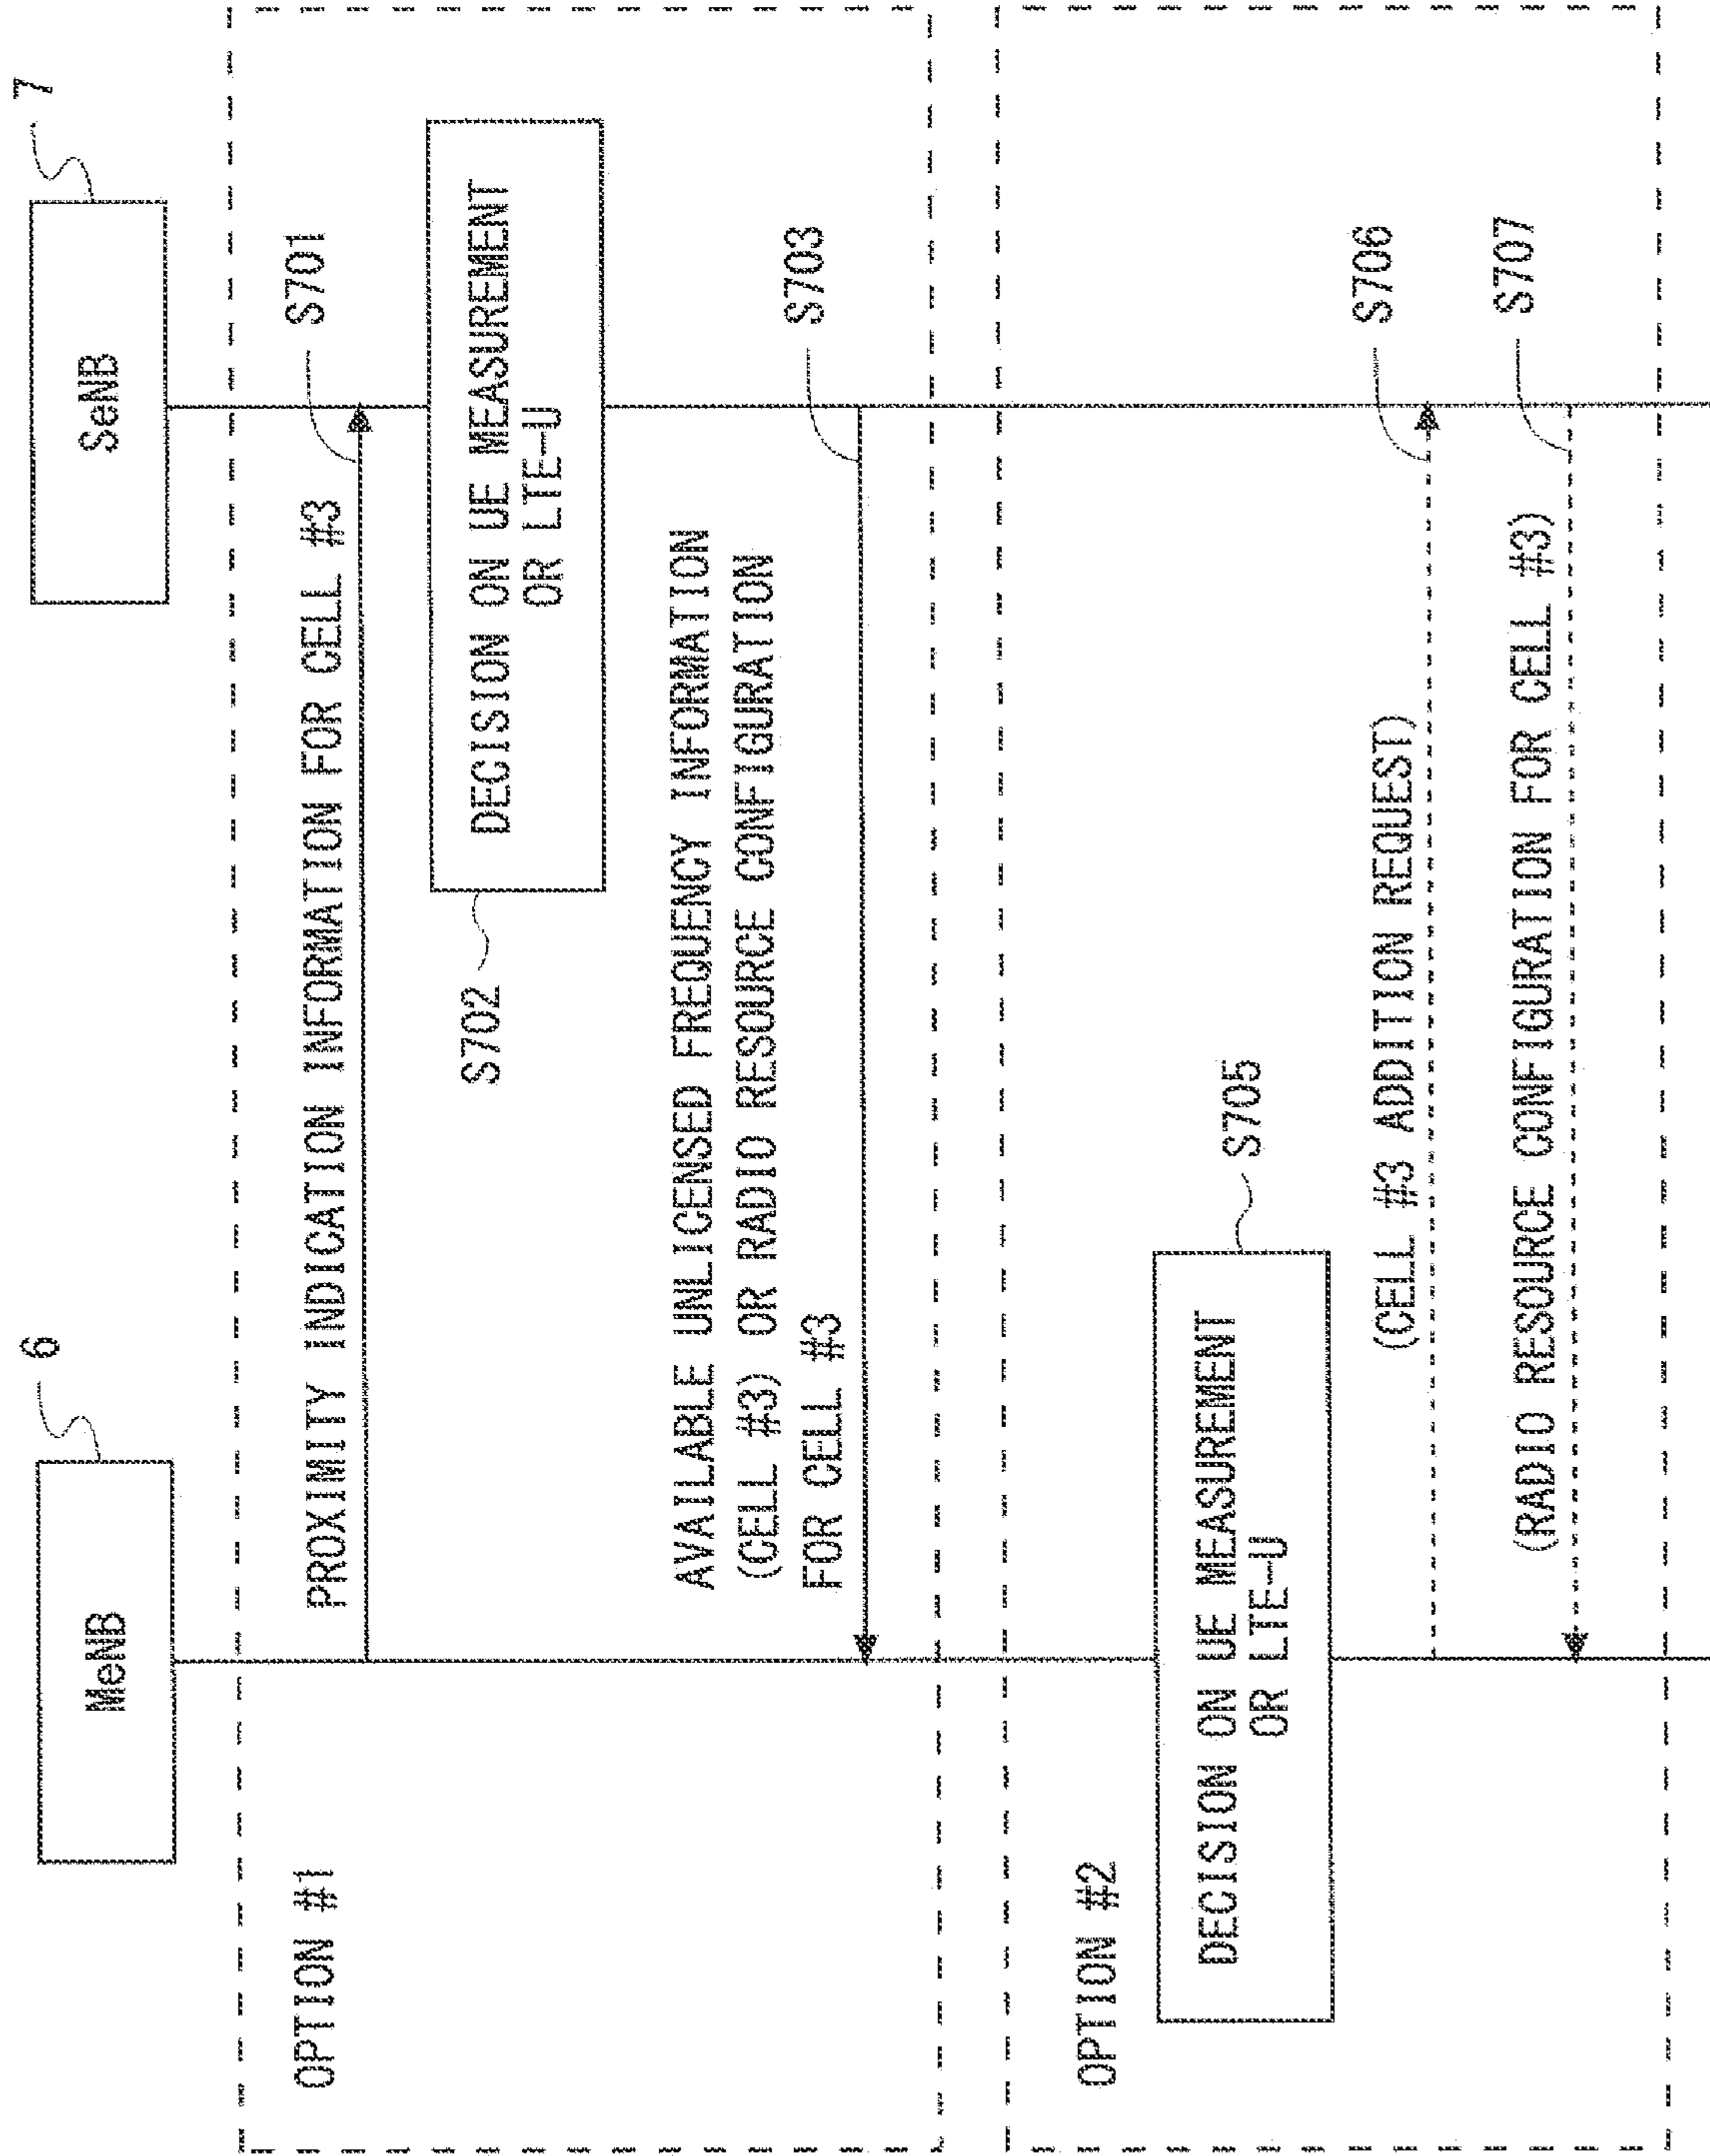 6
7
MeNB
SeNB
OPTION #1
PROXIMITY INDICATION INFORMATION FOR CELL #3
S701
S702
DECISION ON UE MEASUREMENT
OR LTE-U
AVAILABLE UNLICENSED FREQUENCY INFORMATION
(CELL #3) OR RADIO RESOURCE CONFIGURATION
FOR CELL #3
S703
OPTION #2
DECISION ON UE MEASUREMENT
OR LTE-U
S705
(CELL #3 ADDITION REQUEST)
S706
(RADIO RESOURCE CONFIGURATION FOR CELL #3)
S707